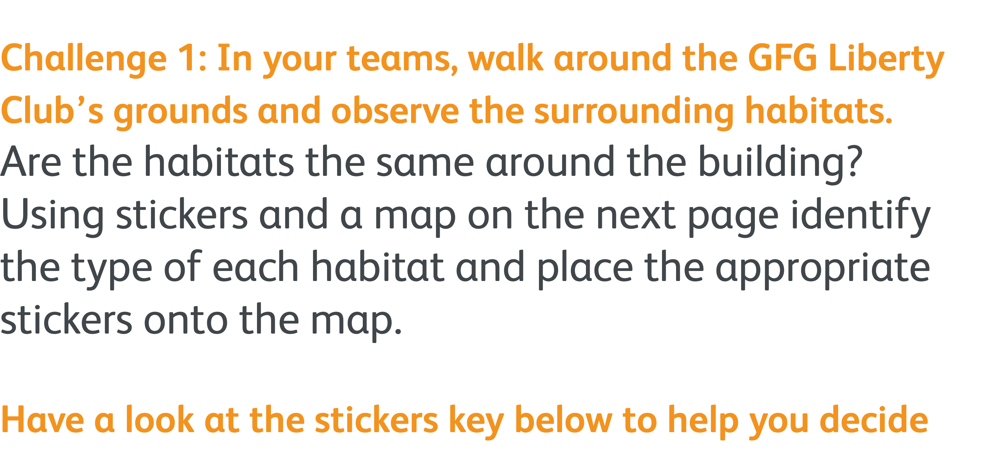 Challenge 1: In your teams, walk around the GFG Liberty
Club’s grounds and observe the surrounding habitats.
Are the habitats the same around the building?
Using stickers and a map on the next page identify
the type of each habitat and place the appropriate
stickers onto the map.
Have a look at the stickers key below to help you decide